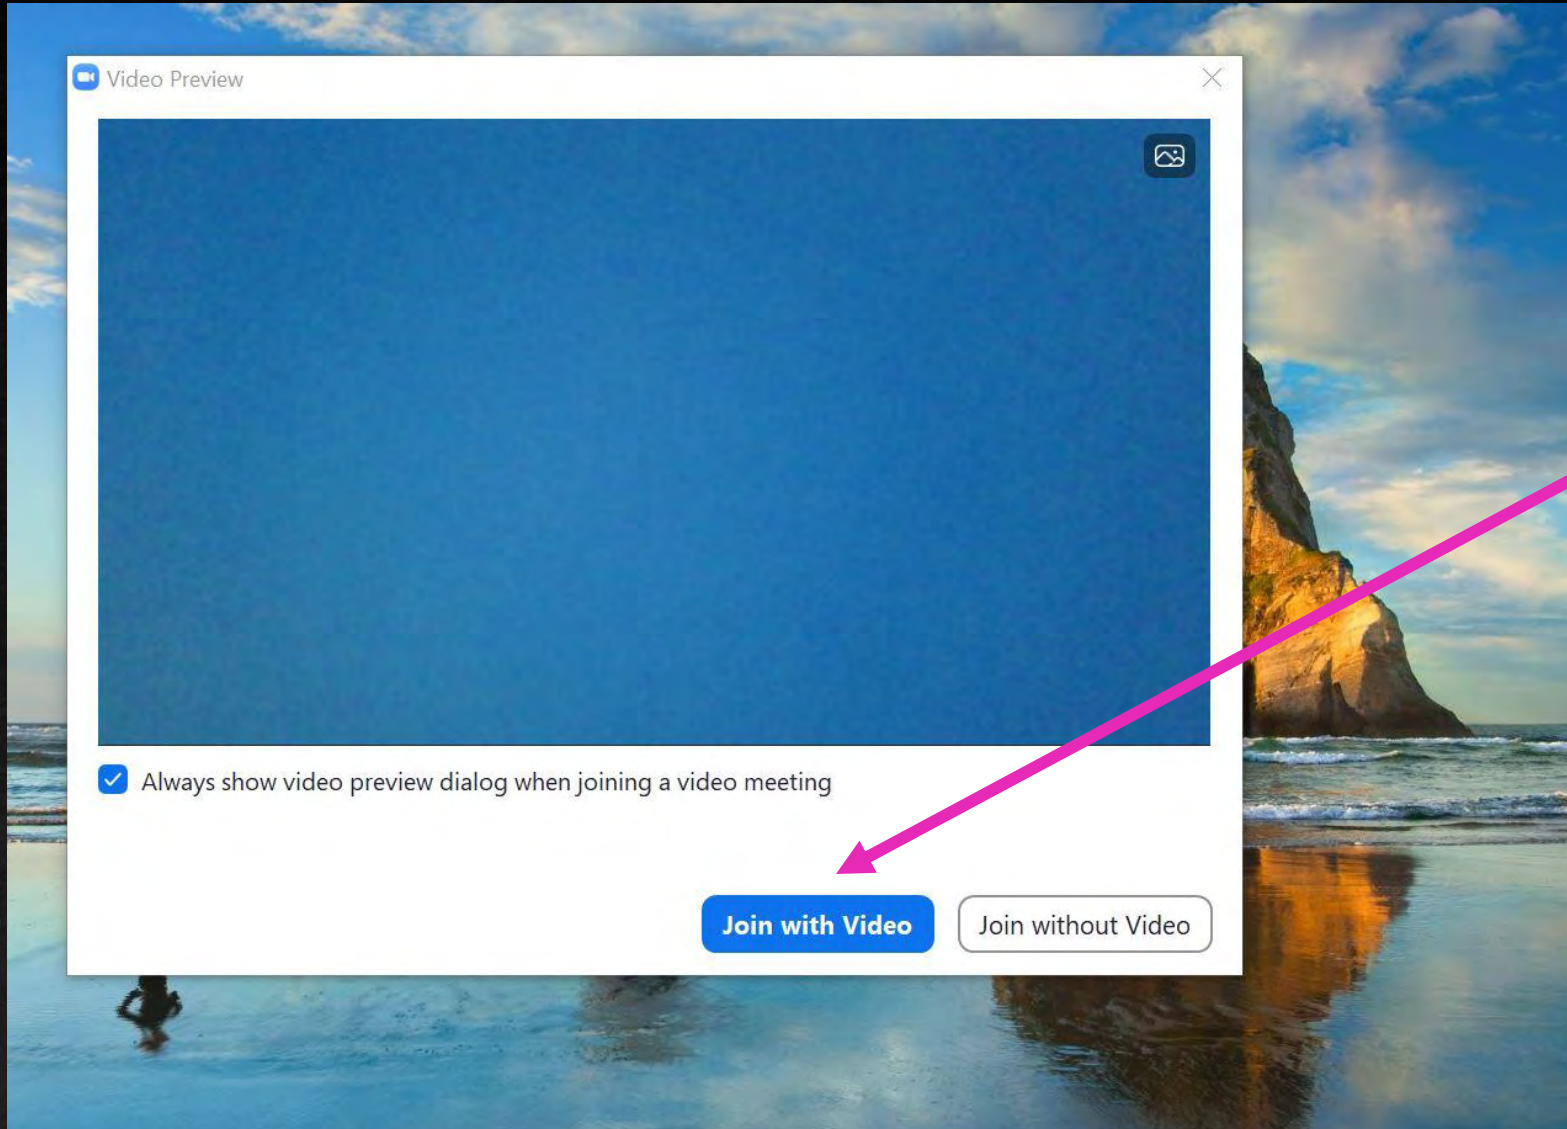 Video Preview
Always show video preview dialog when joining a video meeting
Join with Video
Join without Video